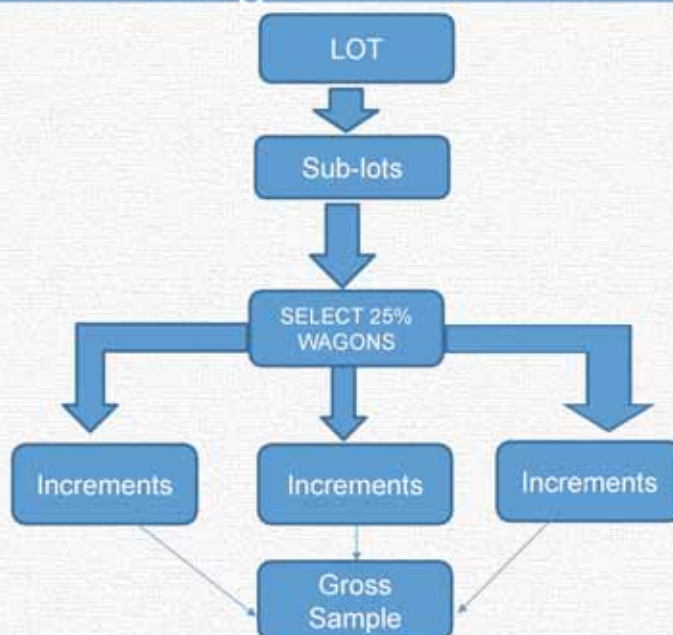 LOT
Sub-lots
SELECT 25%
WAGONS
Increments
Increments
Increments
Gross
Sample